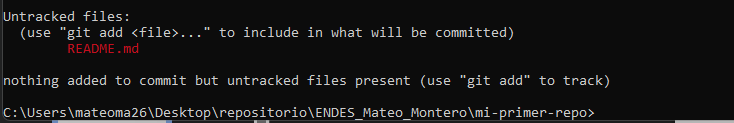 Untracked files:
  (use "git add <file>..." to include in what will be committed)
        README.md
nothing added to commit but untracked files present (use "git add" to track)
C:\Users\mateoma26\Desktop\repositorio\ENDES_Mateo_Montero\mi-primer-repo>